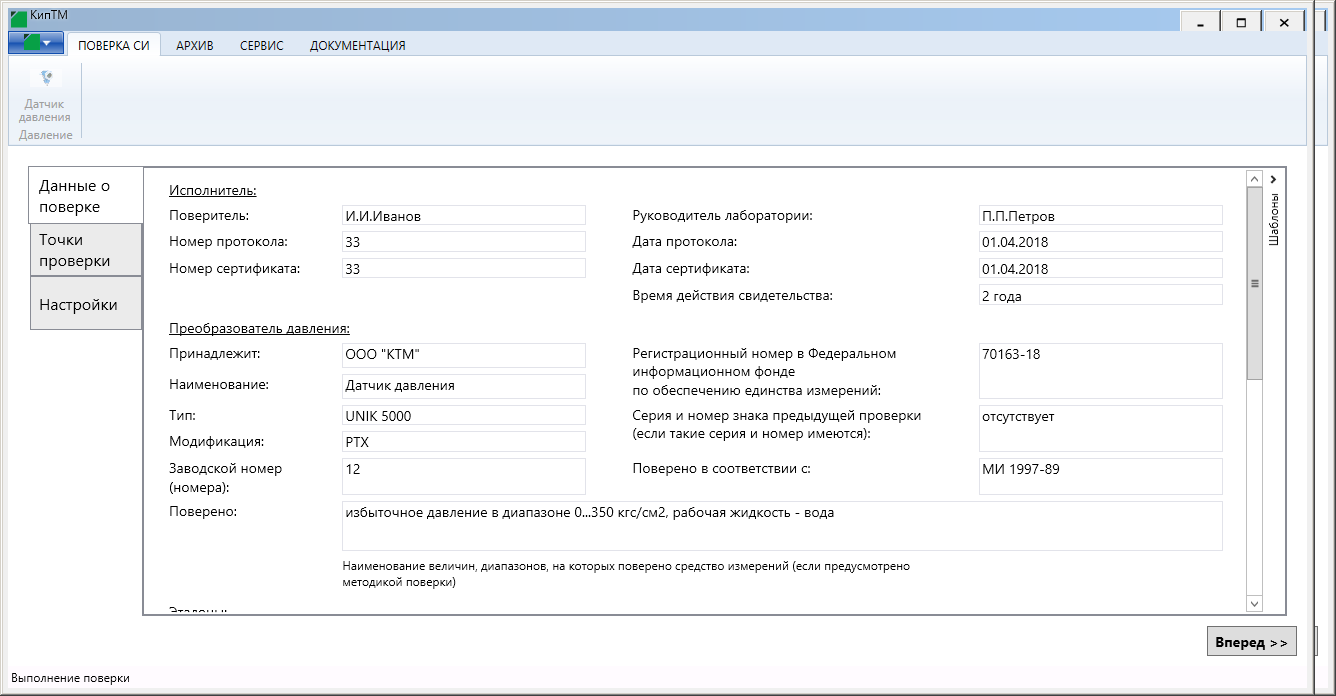 КипТМ
ПОВЕРКА СИ АРХИВ СЕРВИС ДОКУМЕНТАЦИЯ
Датчик
давления
Давление
Данные о
поверке
Точки
проверки
Настройки
Исполнитель:
Поверитель: И.И.Иванов Руководитель лаборатории: П.П.Петров
Номер протокола: 33 Дата протокола: 01.04.2018
Номер сертификата: 33 Дата сертификата: 01.04.2018
Время действия свидетельства: 2 года
Преобразователь давления:
Принадлежит: ООО "КТМ" Регистрационный номер в Федеральном 70163-18
информационном фонде
по обеспечению единства измерений:
Наименование: Датчик давления
Тип: UNIK 5000 Серия и номер знака предыдущей проверки отсутствует
(если такие серия и номер имеются):
Модификация: PTX
Заводской номер 12 Поверено в соответствии с: МИ 1997-89
(номера):
Поверено: избыточное давление в диапазоне 0...350 кгс/см2, рабочая жидкость - вода
Наименование величин, диапазонов, на которых поверено средство измерений (если предусмотрено
методикой поверки)
Эталоны:
Шаблоны
Вперед >>
Выполнение поверки